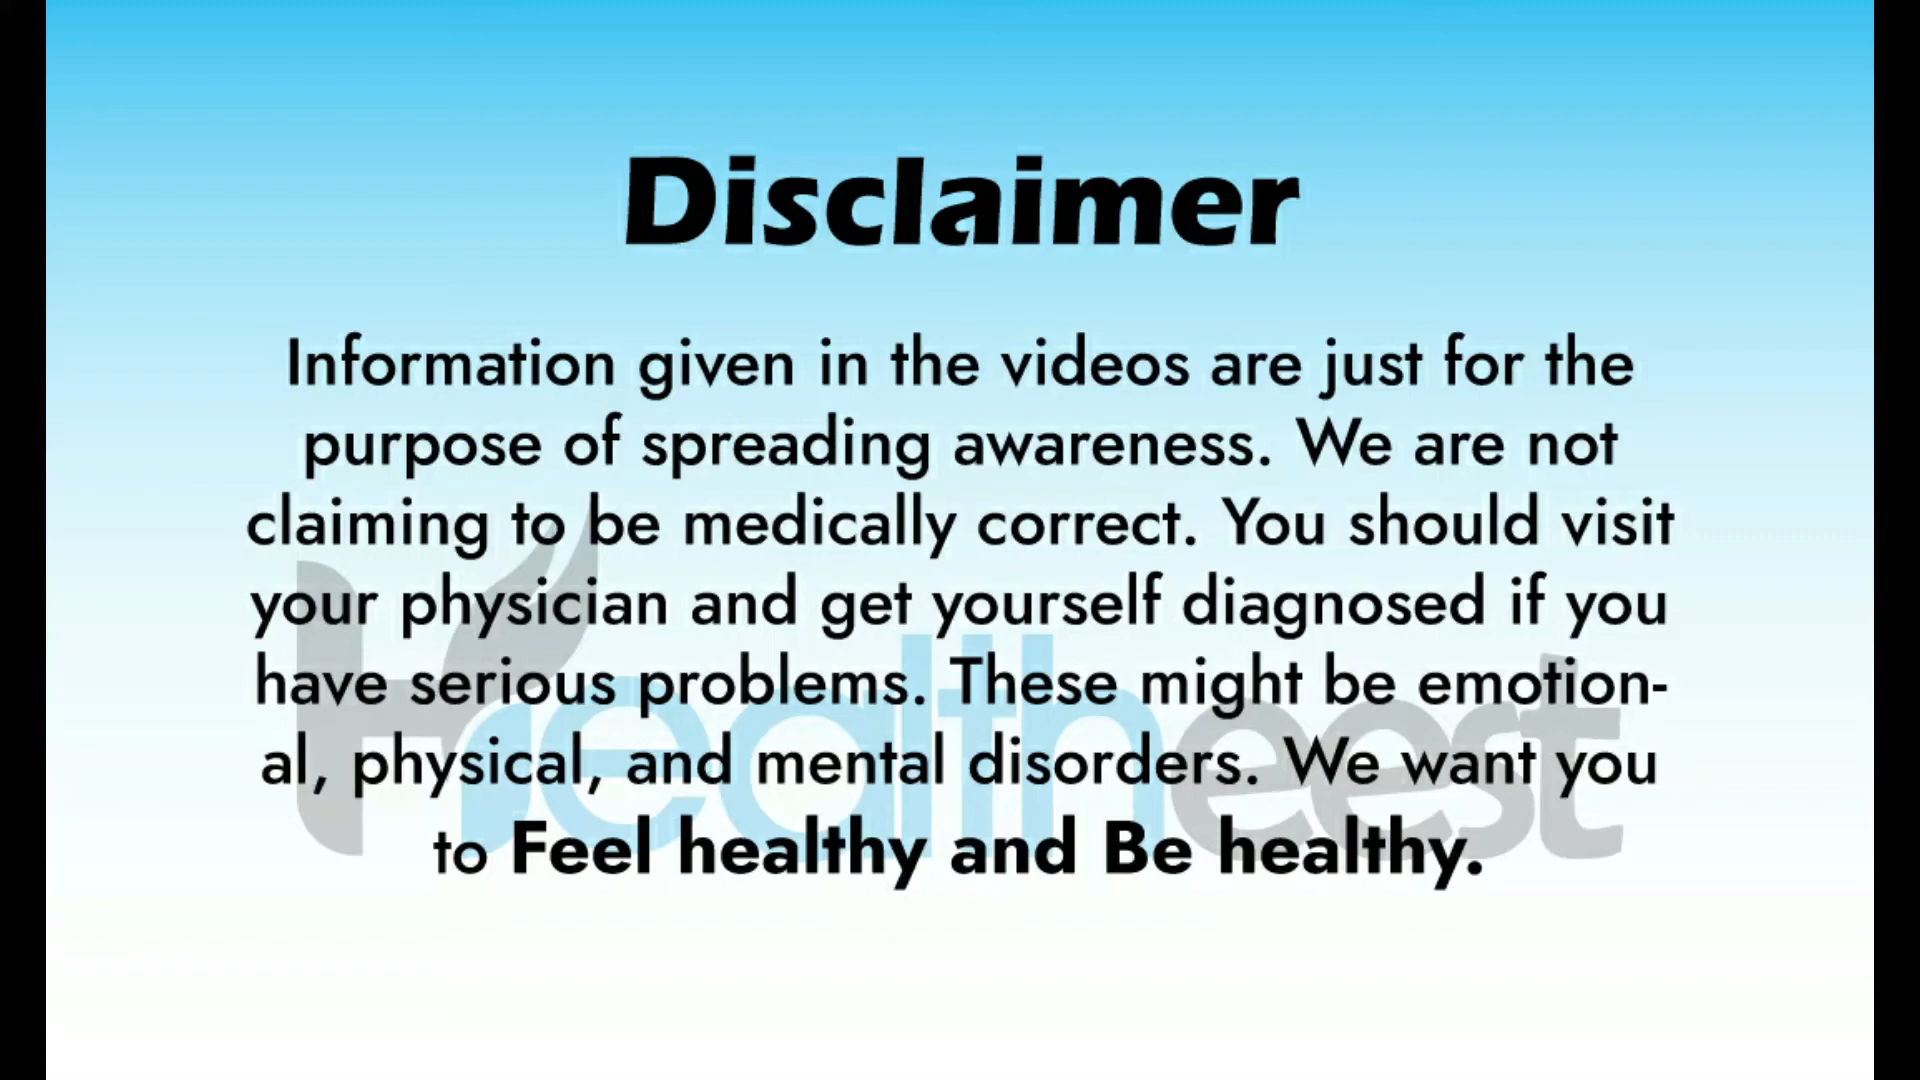 Disclaimer
Information given in the videos are just for the
purpose of spreading awareness. We are not
claiming to be medically correct. You should visit
your physician and get yourself diagnosed if you
have serious problems. These might be emotion-
al, physical, and mental disorders. We want you
to Feel healthy and Be healthy.
Healtheest